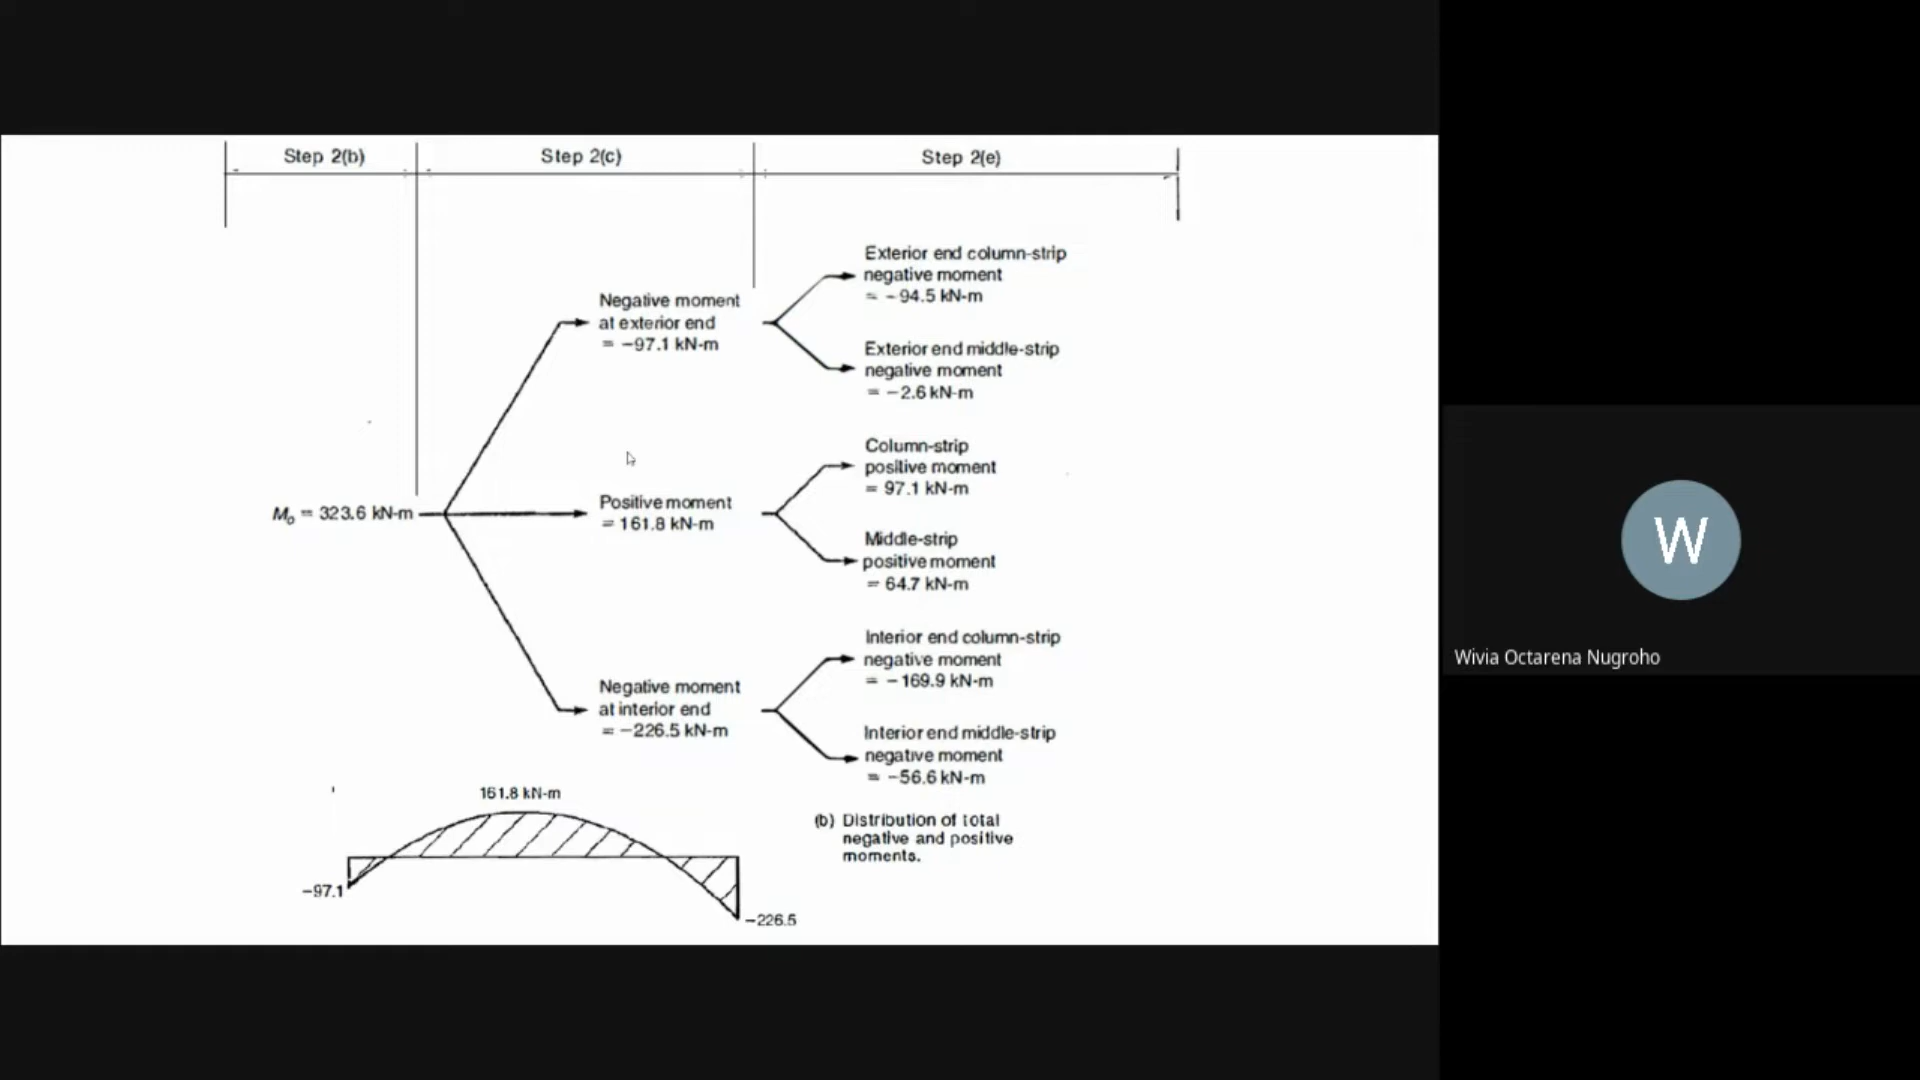 Step 2(b)
Step 2(c)
Step 2(e)
Exterior end column-strip
negative moment
= −94.5 kN-m
Negative moment
at exterior end
= −97.1 kN-m
Exterior end middle-strip
negative moment
= −2.6 kN-m
Column-strip
positive moment
= 97.1 kN-m
Mo = 323.6 kN-m
Positive moment
= 161.8 kN-m
Middle-strip
positive moment
= 64.7 kN-m
Interior end column-strip
negative moment
= −169.9 kN-m
Negative moment
at interior end
= −226.5 kN-m
Interior end middle-strip
negative moment
= −56.6 kN-m
161.8 kN-m
−97.1
−226.5
(b) Distribution of total
negative and positive
moments.
W
Wivia Octarena Nugroho